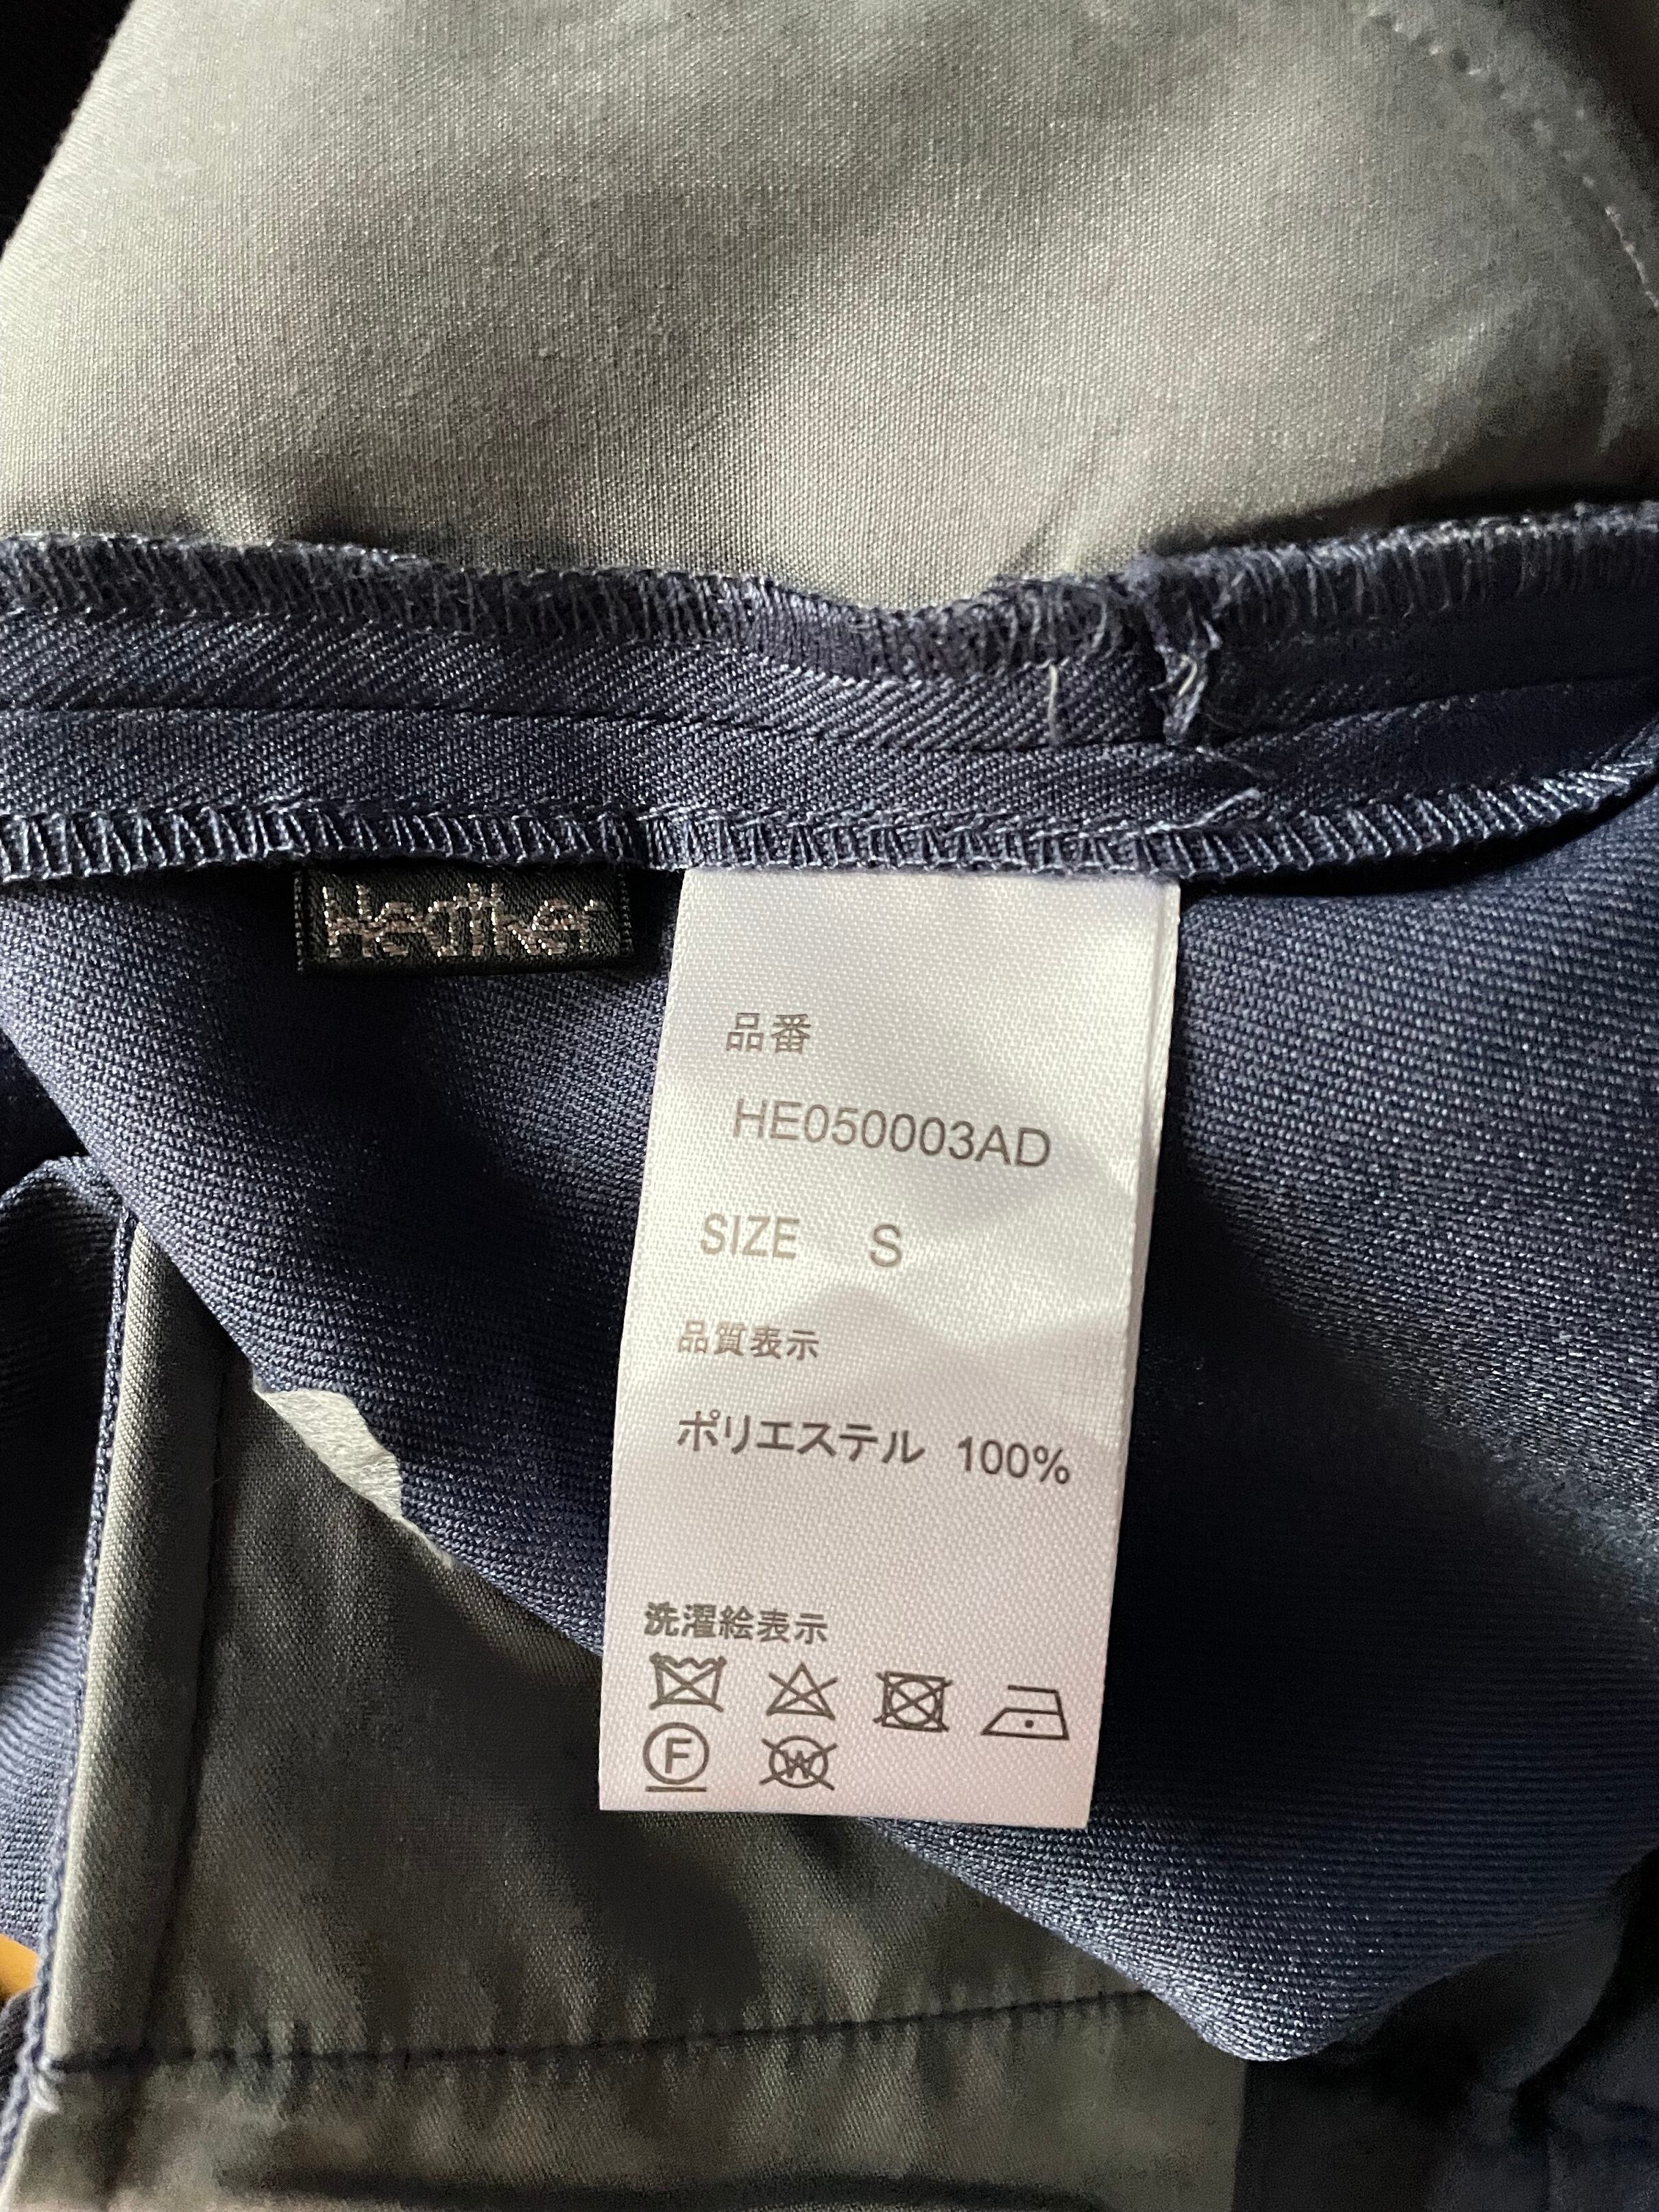 Heather
品番
HE050003AD
SIZE S
品質表示
ポリエステル 100%
洗濯絵表示
F W